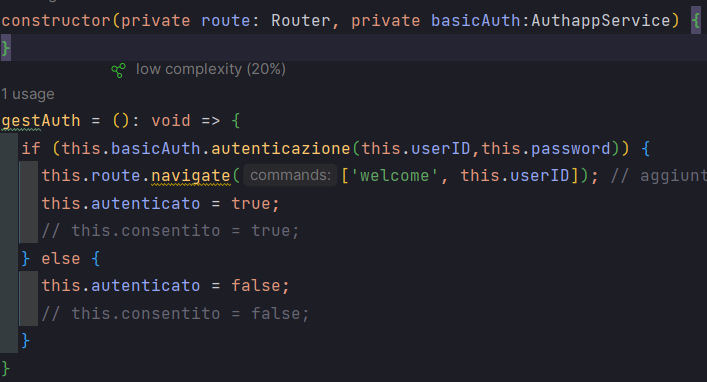 constructor(private route: Router, private basicAuth:AuthappService) {
}
low complexity (20%)
1 usage
gestAuth = (): void => {
if (this.basicAuth.autenticazione(this.userID,this.password)) {
this.route.navigate( commands: ['welcome', this.userID]); // aggiunt
this.autenticato = true;
// this.consentito = true;
} else {
this.autenticato = false;
// this.consentito = false;
}
}